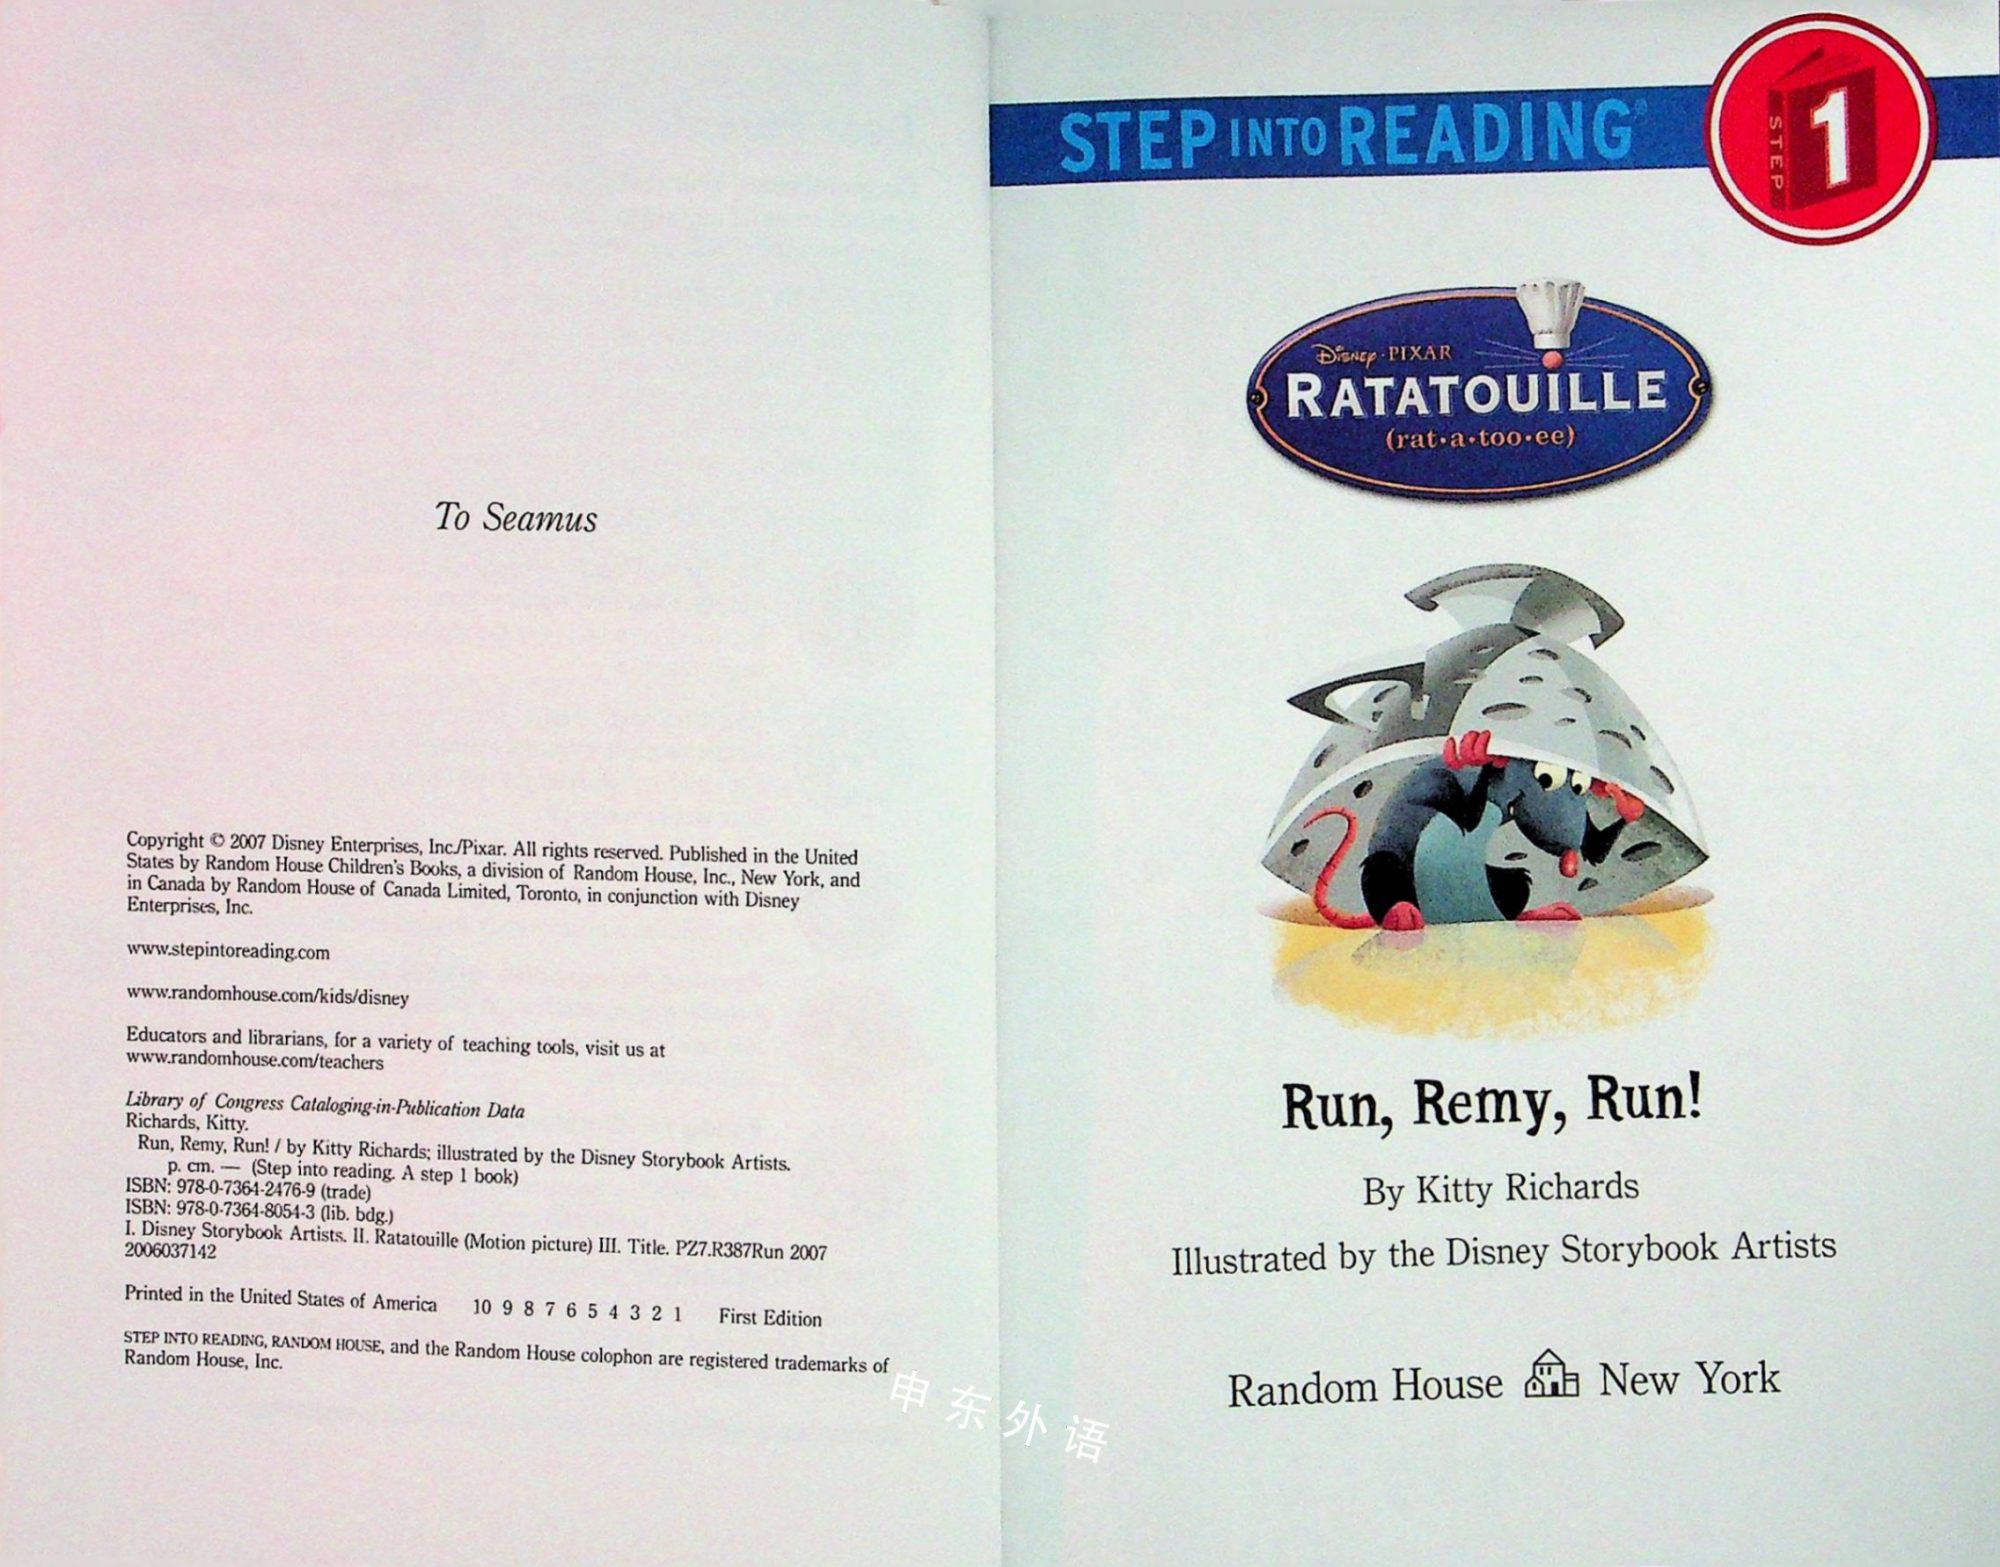 To Seamus
Copyright © 2007 Disney Enterprises, Inc./Pixar. All rights reserved. Published in the United
States by Random House Children's Books, a division of Random House, Inc., New York, and
in Canada by Random House of Canada Limited, Toronto, in conjunction with Disney
Enterprises, Inc.
www.stepintoreading.com
www.randomhouse.com/kids/disney
Educators and librarians, for a variety of teaching tools, visit us at
www.randomhouse.com/teachers
Library of Congress Cataloging-in-Publication Data
Richards, Kitty.
Run, Remy, Run! / by Kitty Richards; illustrated by the Disney Storybook Artists.
p. cm. — (Step into reading. A step 1 book)
ISBN: 978-0-7364-2476-9 (trade)
ISBN: 978-0-7364-8054-3 (lib. bdg.)
I. Disney Storybook Artists. II. Ratatouille (Motion picture) III. Title. PZ7.R387Run 2007
2006037142
Printed in the United States of America 10 9 8 7 6 5 4 3 2 1 First Edition
STEP INTO READING, RANDOM HOUSE, and the Random House colophon are registered trademarks of
Random House, Inc.
STEP INTO READING®
STEP 1
DISNEY · PIXAR
RATATOUILLE
(rat•a•too•ee)
Run, Remy, Run!
By Kitty Richards
Illustrated by the Disney Storybook Artists
Random House New York
申东外语